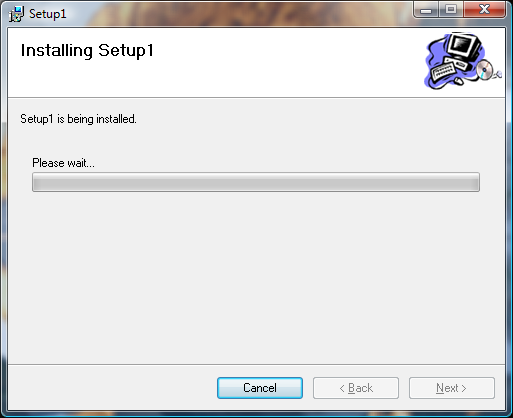 Setup1
Installing Setup1
Setup1 is being installed.
Please wait...
Cancel
< Back
Next >